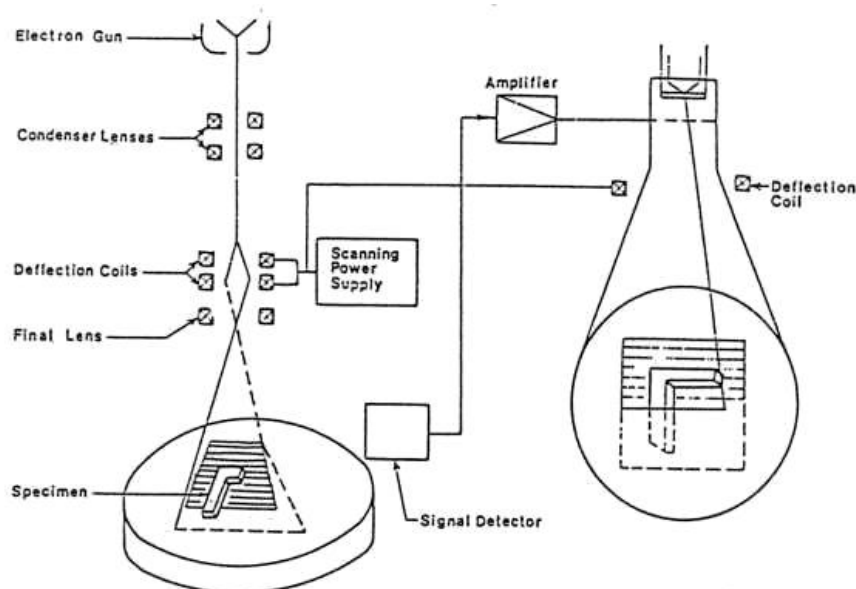 Electron Gun
Amplifier
Condenser Lenses
Deflection
Coil
Deflection Coils
Scanning
Power
Supply
Final Lens
Specimen
Signal Detector